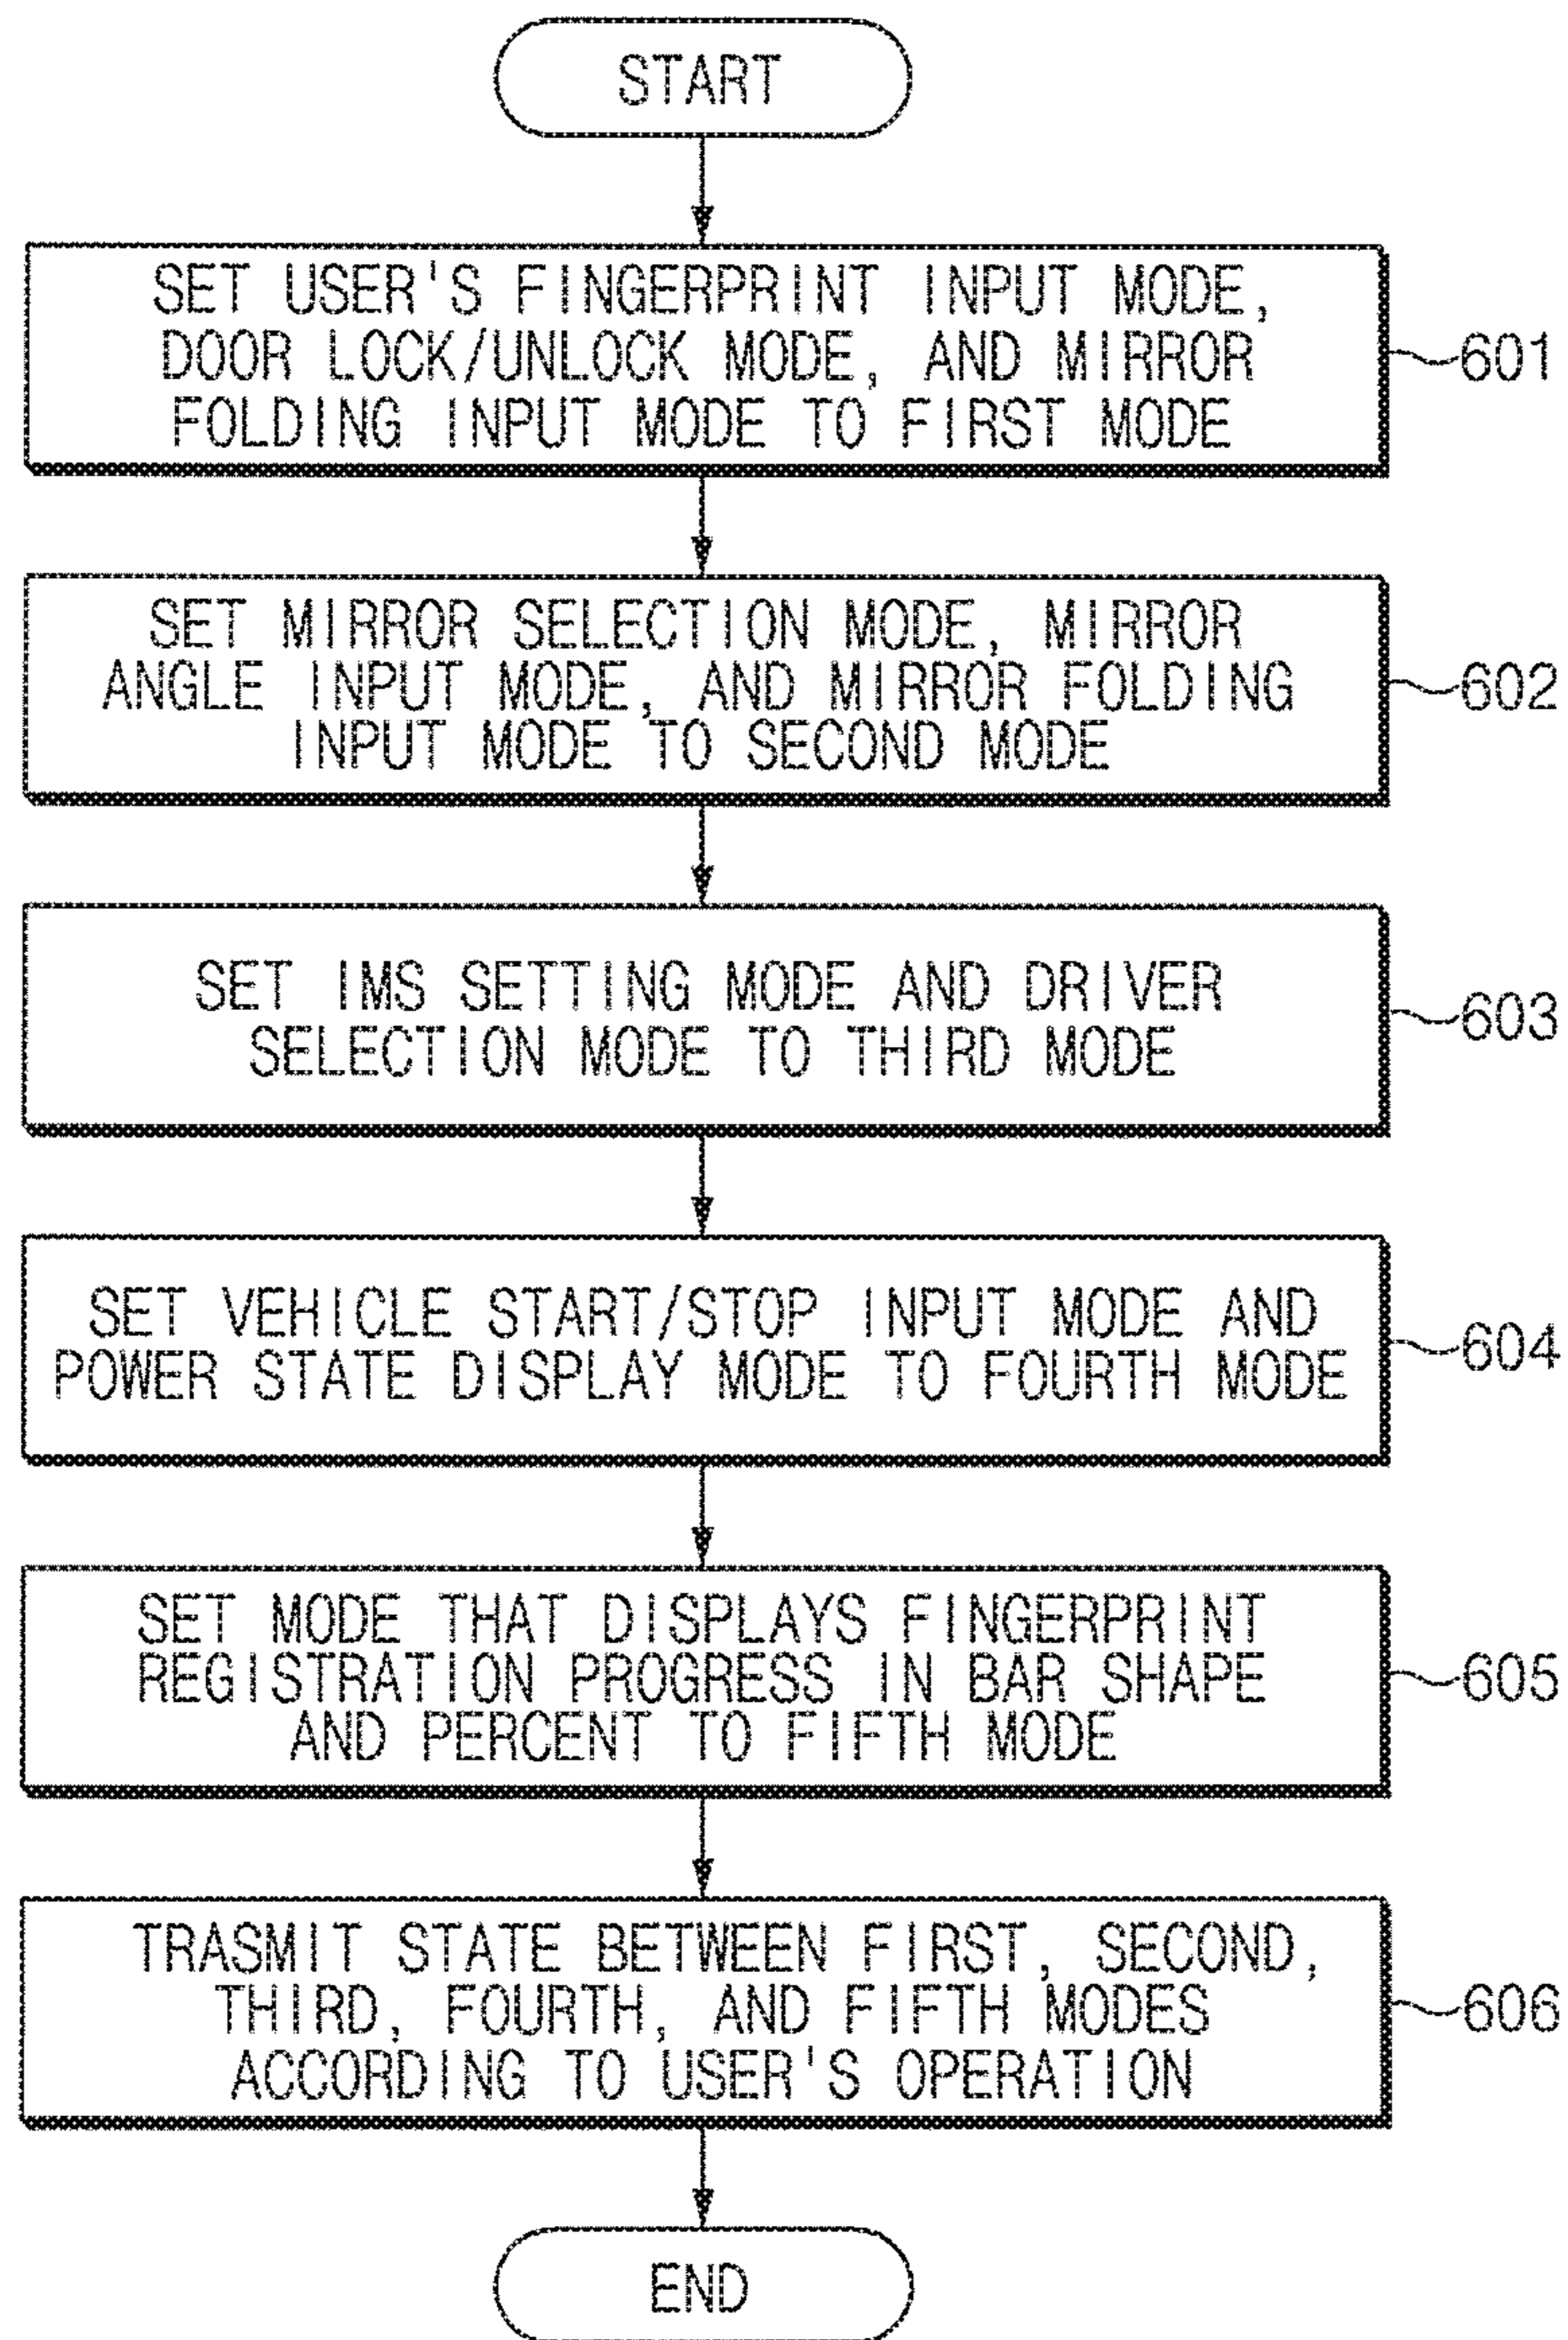 START
SET USER'S FINGERPRINT INPUT MODE,
DOOR LOCK/UNLOCK MODE, AND MIRROR
FOLDING INPUT MODE TO FIRST MODE
601
SET MIRROR SELECTION MODE, MIRROR
ANGLE INPUT MODE, AND MIRROR FOLDING
INPUT MODE TO SECOND MODE
602
SET IMS SETTING MODE AND DRIVER
SELECTION MODE TO THIRD MODE
603
SET VEHICLE START/STOP INPUT MODE AND
POWER STATE DISPLAY MODE TO FOURTH MODE
604
SET MODE THAT DISPLAYS FINGERPRINT
REGISTRATION PROGRESS IN BAR SHAPE
AND PERCENT TO FIFTH MODE
605
TRASMIT STATE BETWEEN FIRST, SECOND,
THIRD, FOURTH, AND FIFTH MODES
ACCORDING TO USER'S OPERATION
606
END